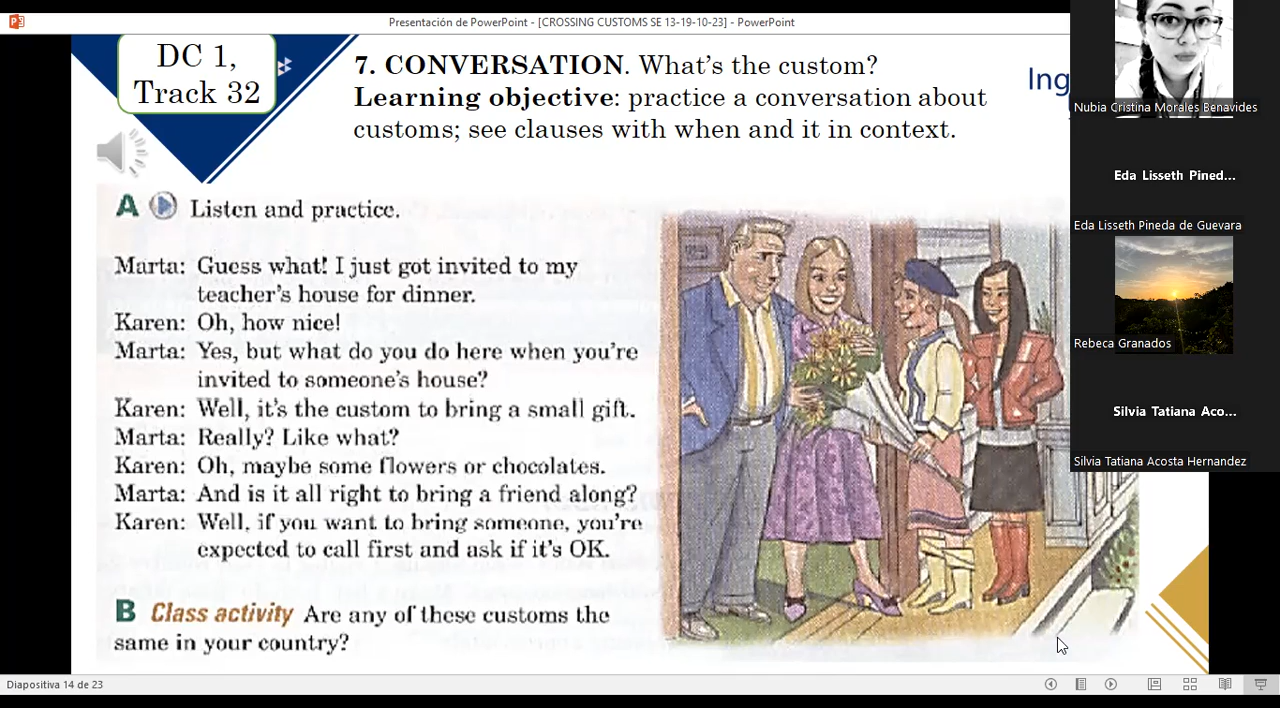 Presentación de PowerPoint - [CROSSING CUSTOMS SE 13-19-10-23] - PowerPoint
DC 1,
Track 32
7. CONVERSATION. What's the custom?
Learning objective: practice a conversation about
customs; see clauses with when and it in context.
Ing
A Listen and practice.
Marta: Guess what! I just got invited to my
teacher's house for dinner.
Karen: Oh, how nice!
Marta: Yes, but what do you do here when you're
invited to someone's house?
Karen: Well, it's the custom to bring a small gift.
Marta: Really? Like what?
Karen: Oh, maybe some flowers or chocolates.
Marta: And is it all right to bring a friend along?
Karen: Well, if you want to bring someone, you're
expected to call first and ask if it's OK.
B Class activity Are any of these customs the
same in your country?
Nubia Cristina Morales Benavides
Eda Lisseth Pined...
Eda Lisseth Pineda de Guevara
Rebeca Granados
Silvia Tatiana Aco...
Silvia Tatiana Acosta Hernandez
Diapositiva 14 de 23